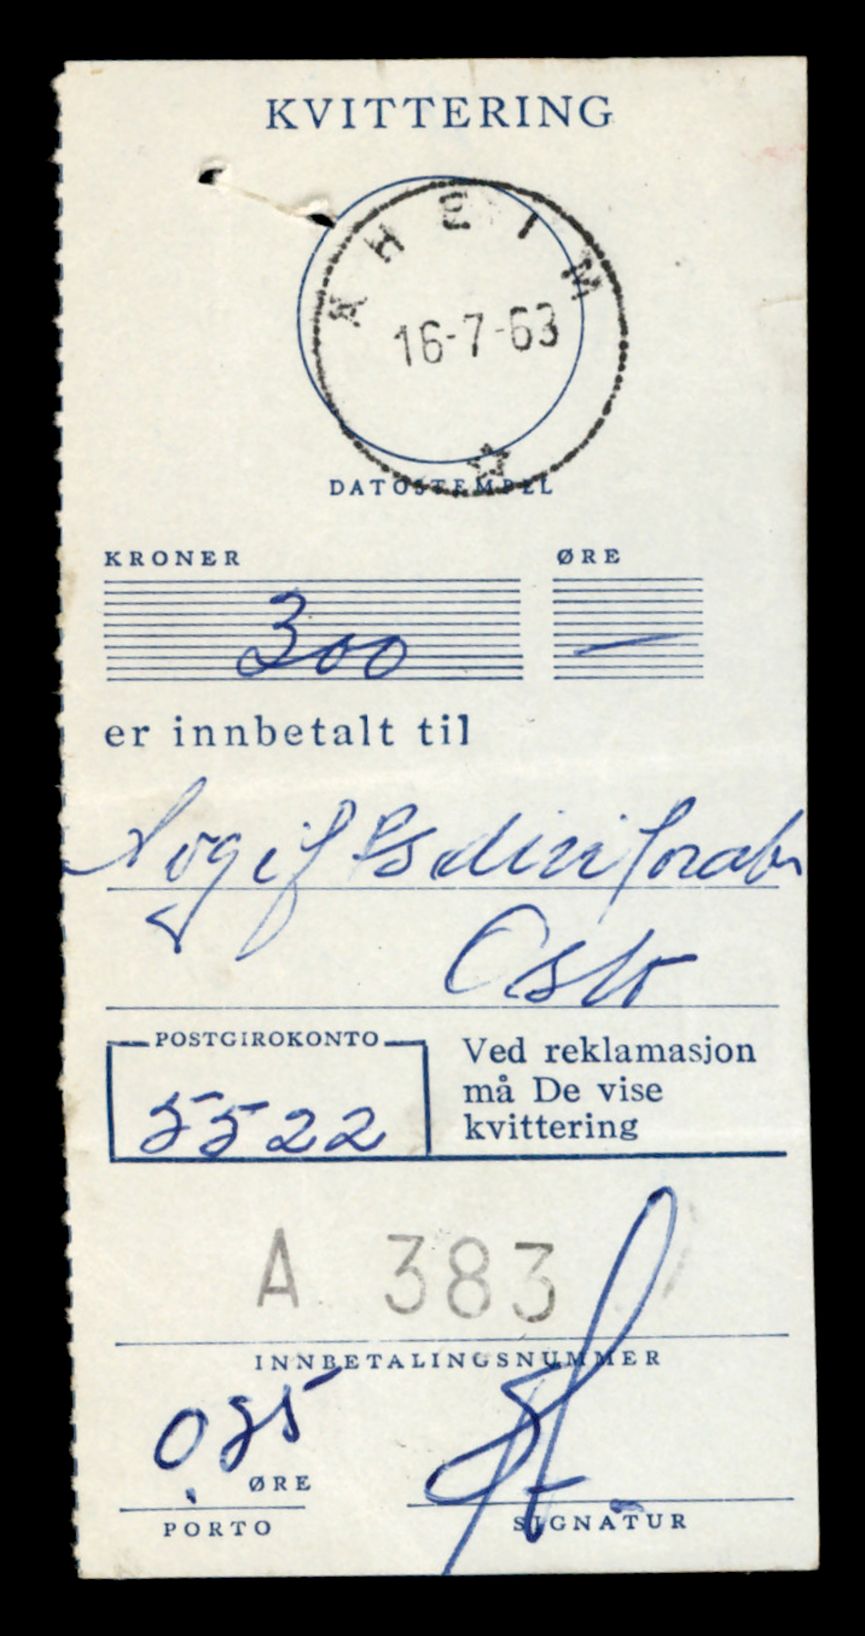 KVITTERING
ÅHEIM
16-7-63
DATOSTEMPEL
KRONER ØRE
300 —
er innbetalt til
Oslo
POSTGIROKONTO
5522
Ved reklamasjon
må De vise
kvittering
A 383
INNBETALINGSNUMMER
085
ØRE
PORTO
SIGNATUR